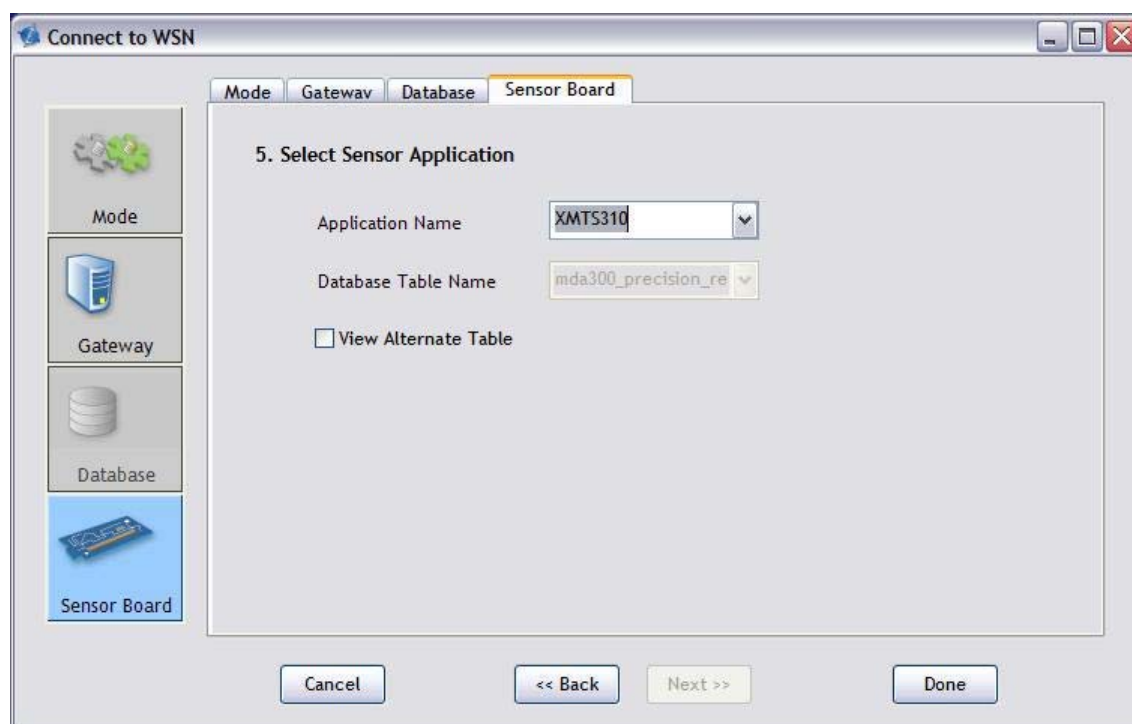 Connect to WSN
Mode Gateway Database Sensor Board
Mode
Gateway
Database
Sensor Board
5. Select Sensor Application
Application Name XMTS310
Database Table Name mda300_precision_re
View Alternate Table
Cancel << Back Next >> Done